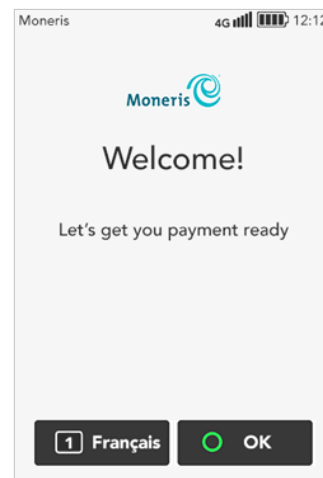 Moneris 4G 12:12
Moneris
Welcome!
Let's get you payment ready
1 Français OK